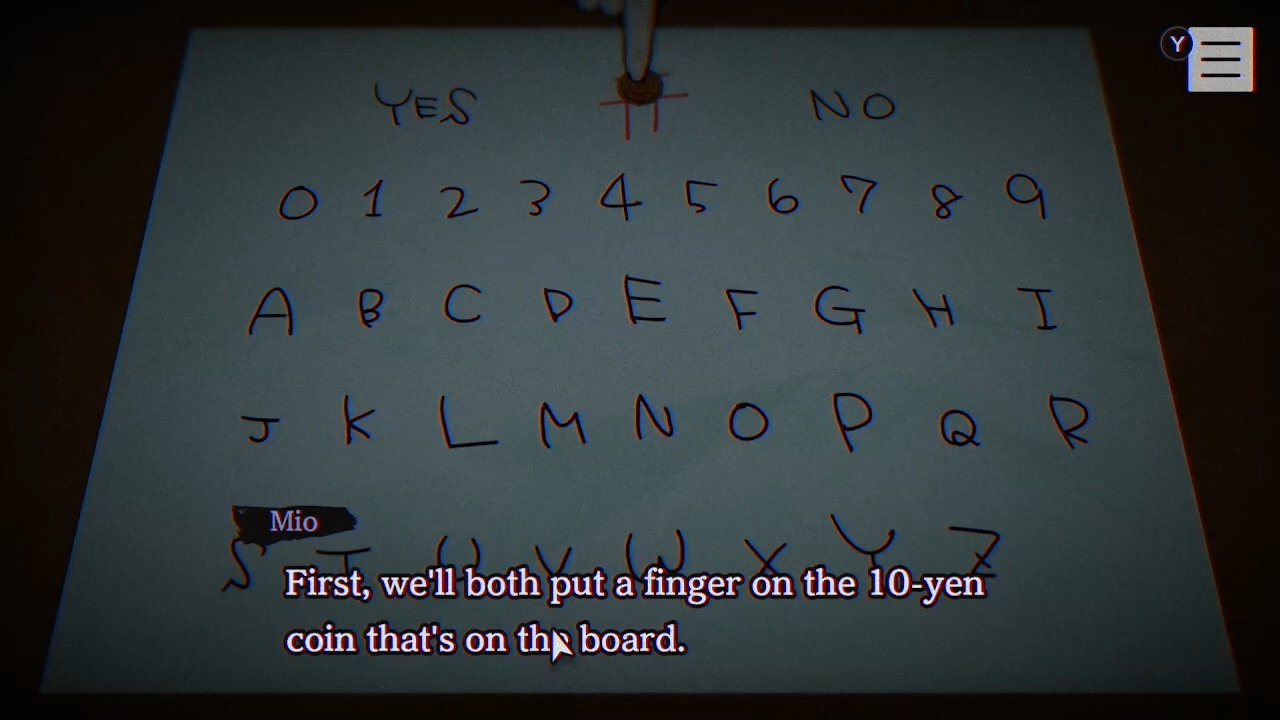 Y
YES NO
0 1 2 3 4 5 6 7 8 9
A B C D E F G H I
J K L M N O P Q R
Mio
S T U V W X Y Z
First, we'll both put a finger on the 10-yen
coin that's on the board.